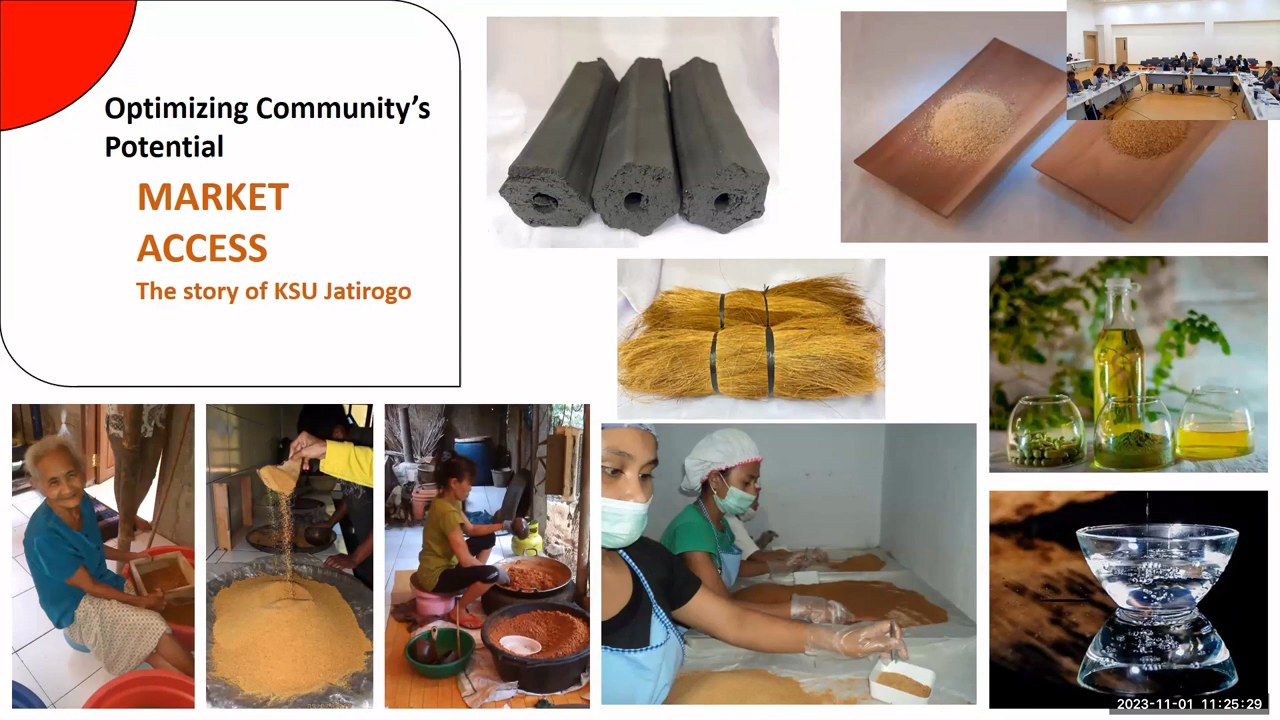 Optimizing Community’s
Potential
MARKET
ACCESS
The story of KSU Jatirogo
2023-11-01 11:25:29